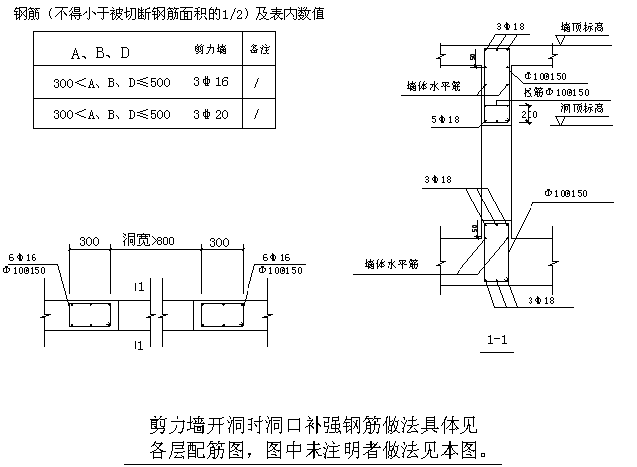 钢筋（不得小于被切断钢筋面积的1/2）及表内数值
A、B、D 剪力墙 备注
300＜A、B、D≤500 3Φ16 /
300＜A、B、D≤500 3Φ20 /
3Φ18
墙顶标高
50
Φ10@150
墙体水平筋
拉筋Φ10@150
洞顶标高
5Φ18
3Φ18
Φ10@150
50
墙体水平筋
3Φ18
1-1
300 洞宽>800 300
6Φ16
Φ10@150
6Φ16
Φ10@150
1
1
剪力墙开洞时洞口补强钢筋做法具体见
各层配筋图，图中未注明者做法见本图。